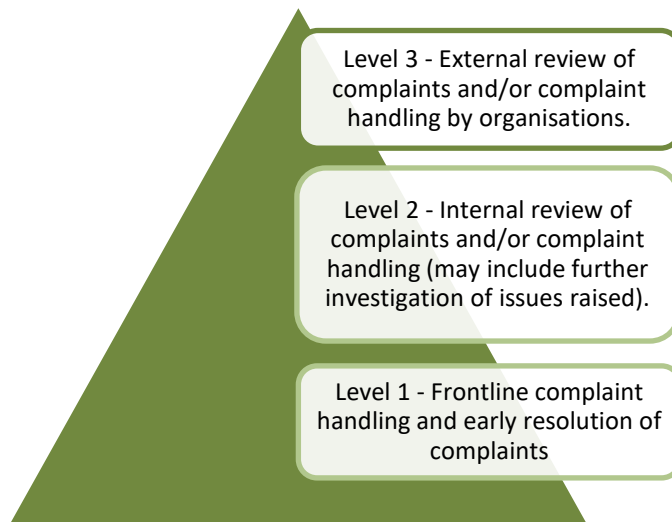 Level 3 - External review of
complaints and/or complaint
handling by organisations.
Level 2 - Internal review of
complaints and/or complaint
handling (may include further
investigation of issues raised).
Level 1 - Frontline complaint
handling and early resolution of
complaints